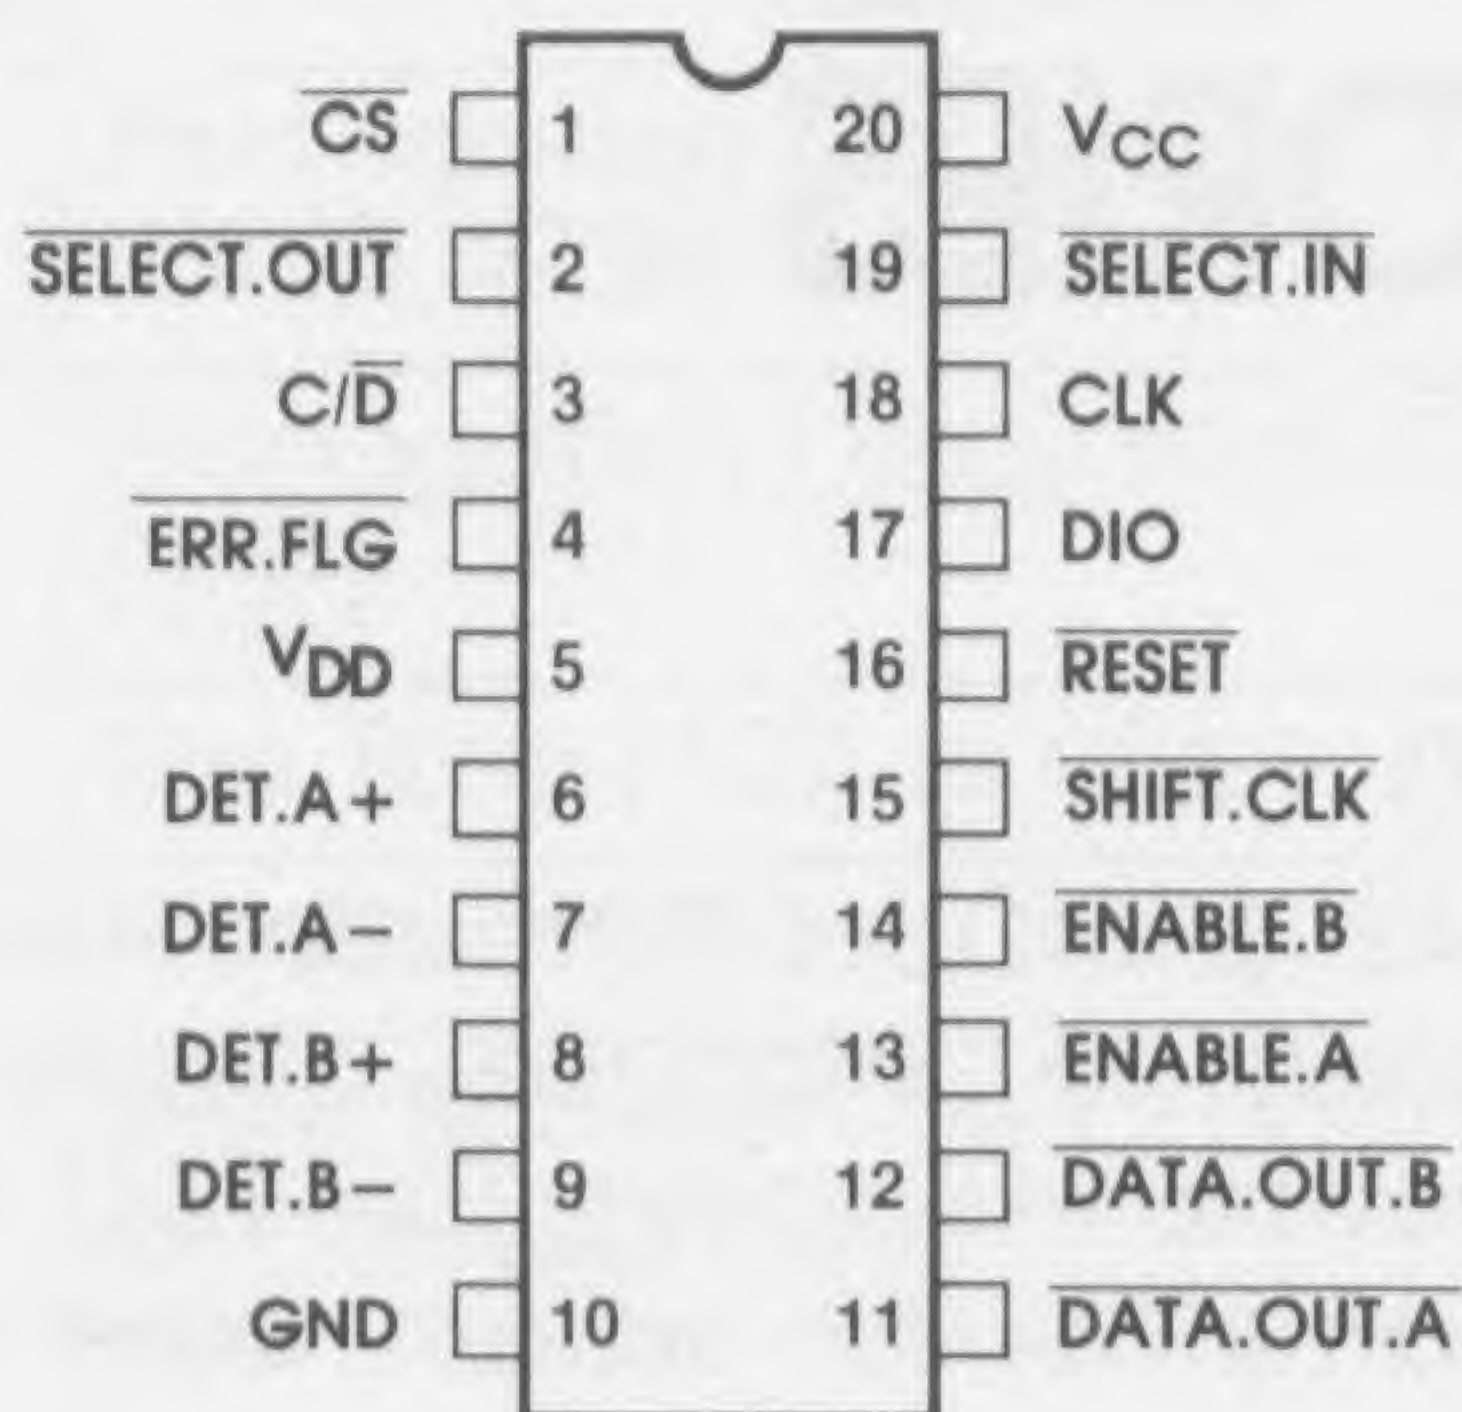 CS 1 20 VCC
SELECT.OUT 2 19 SELECT.IN
C/D 3 18 CLK
ERR.FLG 4 17 DIO
VDD 5 16 RESET
DET.A+ 6 15 SHIFT.CLK
DET.A− 7 14 ENABLE.B
DET.B+ 8 13 ENABLE.A
DET.B− 9 12 DATA.OUT.B
GND 10 11 DATA.OUT.A